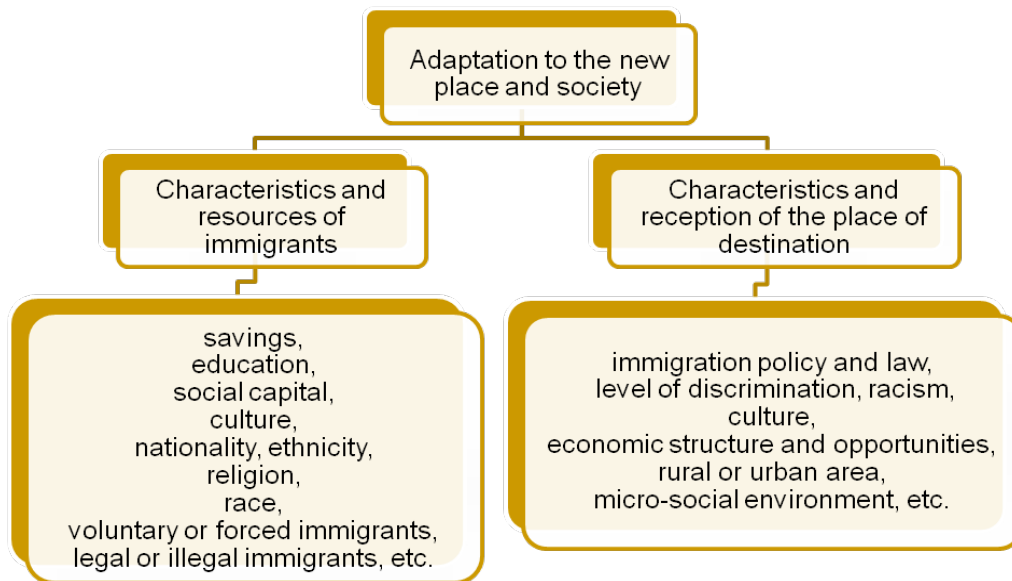 Adaptation to the new
place and society
Characteristics and
resources of
immigrants
Characteristics and
reception of the place of
destination
savings,
education,
social capital,
culture,
nationality, ethnicity,
religion,
race,
voluntary or forced immigrants,
legal or illegal immigrants, etc.
immigration policy and law,
level of discrimination, racism,
culture,
economic structure and opportunities,
rural or urban area,
micro-social environment, etc.